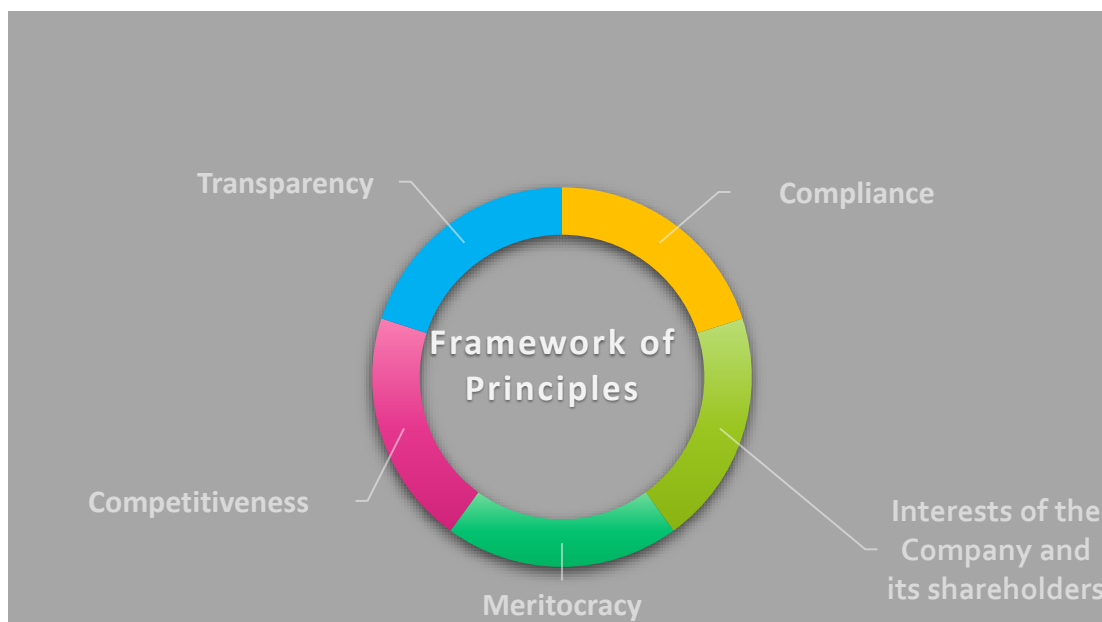 Transparency
Compliance
Framework of
Principles
Competitiveness
Interests of the
Company and
its shareholders
Meritocracy